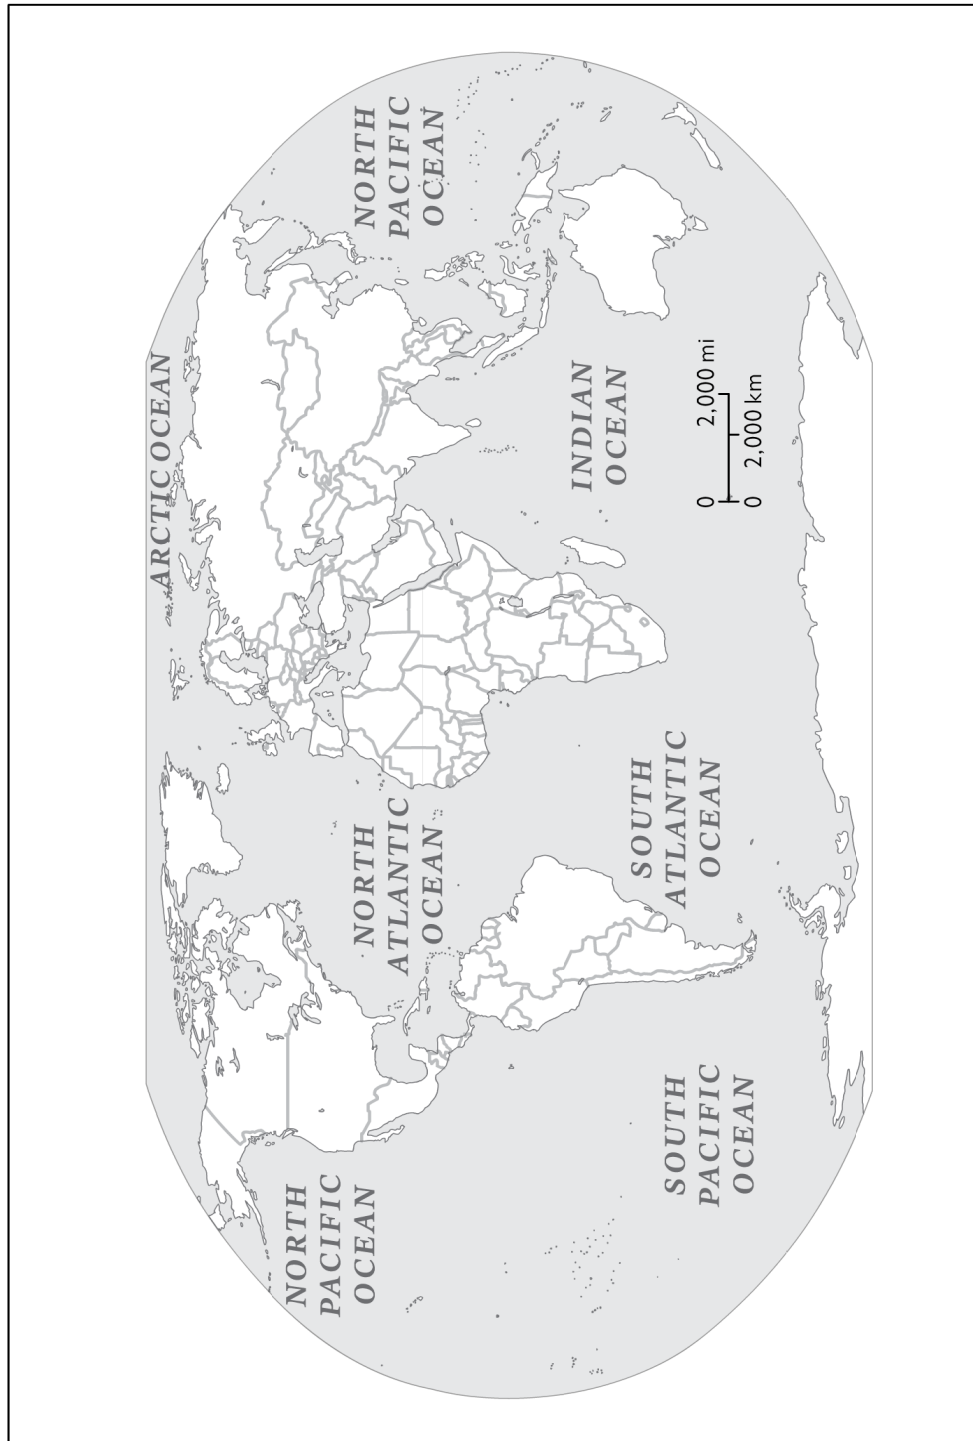 ARCTIC OCEAN
NORTH
PACIFIC
OCEAN
NORTH
ATLANTIC
OCEAN
NORTH
PACIFIC
OCEAN
INDIAN
OCEAN
SOUTH
ATLANTIC
OCEAN
SOUTH
PACIFIC
OCEAN
0 2,000 mi
0 2,000 km